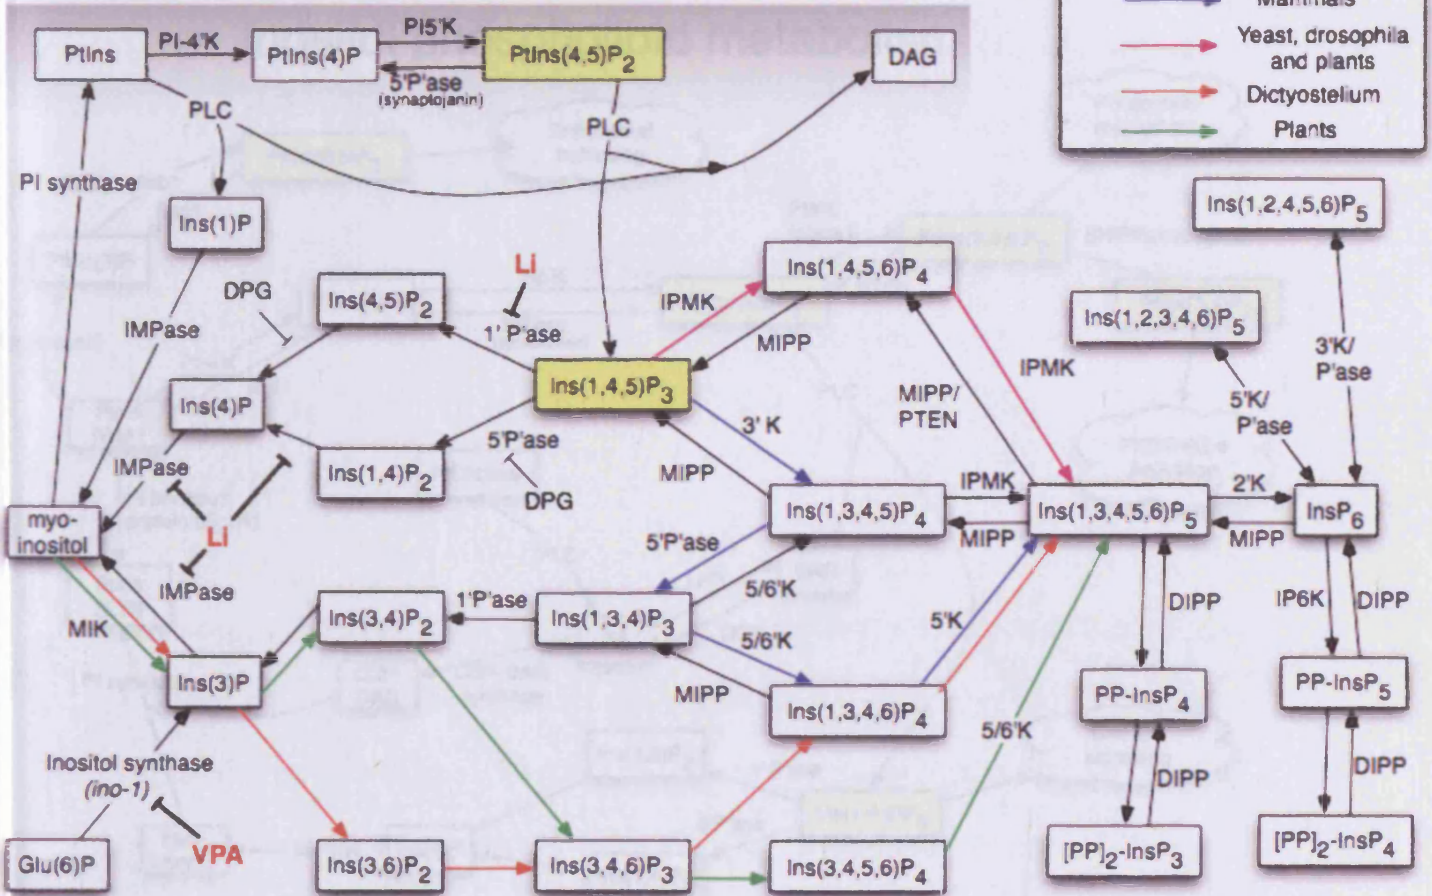 Mammals
Yeast, drosophila
and plants
Dictyostelium
Plants
PtIns
PI-4'K
PtIns(4)P
PI5'K
5'P'ase
(synaptojanin)
PtIns(4,5)P2
DAG
PLC
PLC
PI synthase
Ins(1)P
Ins(1,2,4,5,6)P5
Li
Ins(1,4,5,6)P4
DPG
Ins(4,5)P2
IPMK
Ins(1,2,3,4,6)P5
IMPase
1' P'ase
MIPP
IPMK
3'K/
P'ase
Ins(4)P
Ins(1,4,5)P3
MIPP/
PTEN
5'K/
P'ase
3' K
5'P'ase
IMPase
Ins(1,4)P2
MIPP
DPG
IPMK
2'K
myo-
inositol
Ins(1,3,4,5)P4
Ins(1,3,4,5,6)P5
InsP6
Li
5'P'ase
MIPP
MIPP
IMPase
5/6'K
1'P'ase
DIPP
IP6K
DIPP
MIK
Ins(3,4)P2
Ins(1,3,4)P3
5'K
5/6'K
Ins(3)P
MIPP
Ins(1,3,4,6)P4
PP-InsP4
PP-InsP5
5/6'K
Inositol synthase
(ino-1)
DIPP
DIPP
VPA
Glu(6)P
Ins(3,6)P2
Ins(3,4,6)P3
Ins(3,4,5,6)P4
[PP]2-InsP3
[PP]2-InsP4